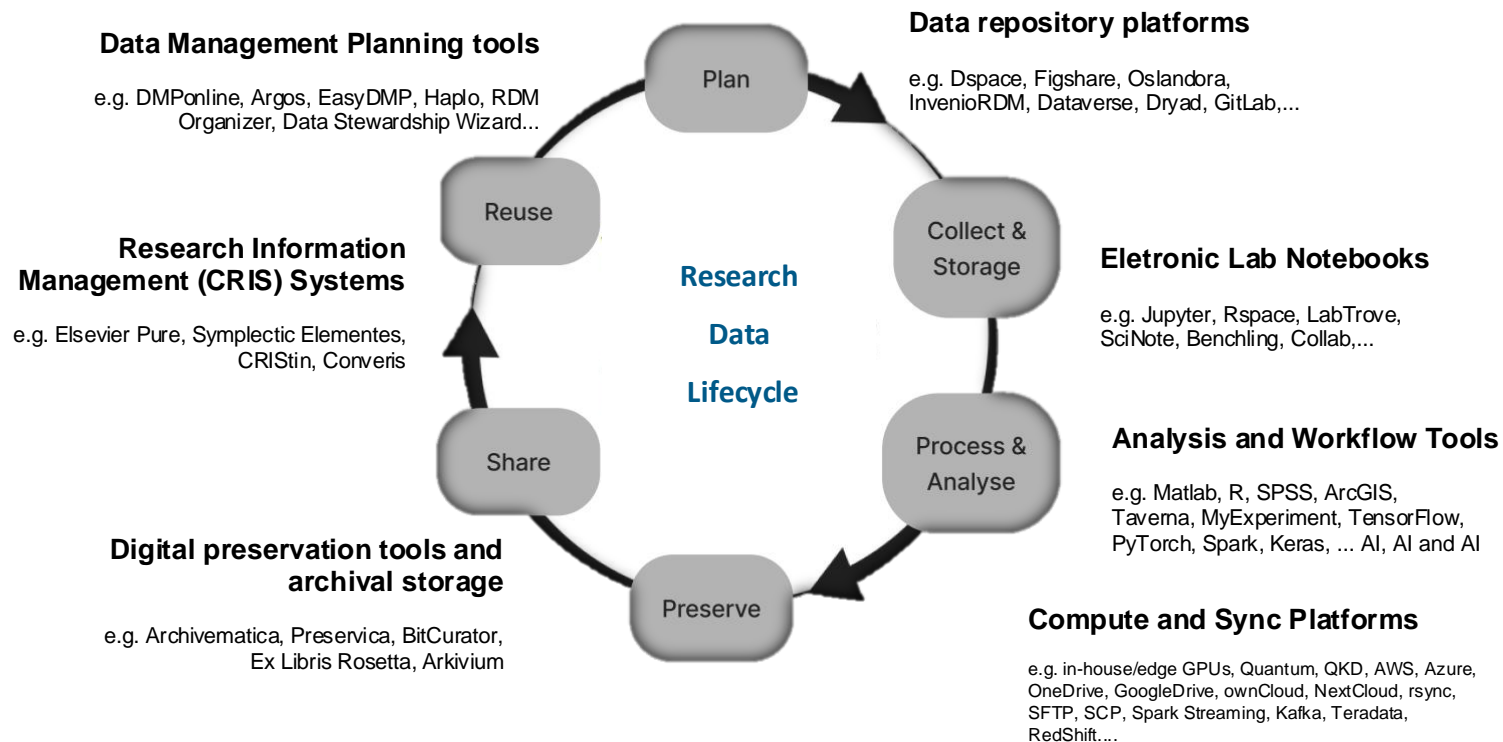 Data Management Planning tools
e.g. DMPonline, Argos, EasyDMP, Haplo, RDM
Organizer, Data Stewardship Wizard...
Plan
Data repository platforms
e.g. Dspace, Figshare, Oslandora,
InvenioRDM, Dataverse, Dryad, GitLab,...
Reuse
Collect &
Storage
Research Information
Management (CRIS) Systems
e.g. Elsevier Pure, Symplectic Elementes,
CRIStin, Converis
Research
Data
Lifecycle
Eletronic Lab Notebooks
e.g. Jupyter, Rspace, LabTrove,
SciNote, Benchling, Collab,...
Share
Process &
Analyse
Analysis and Workflow Tools
e.g. Matlab, R, SPSS, ArcGIS,
Taverna, MyExperiment, TensorFlow,
PyTorch, Spark, Keras, ... AI, AI and AI
Digital preservation tools and
archival storage
e.g. Archivematica, Preservica, BitCurator,
Ex Libris Rosetta, Arkivium
Preserve
Compute and Sync Platforms
e.g. in-house/edge GPUs, Quantum, QKD, AWS, Azure,
OneDrive, GoogleDrive, ownCloud, NextCloud, rsync,
SFTP, SCP, Spark Streaming, Kafka, Teradata,
RedShift....